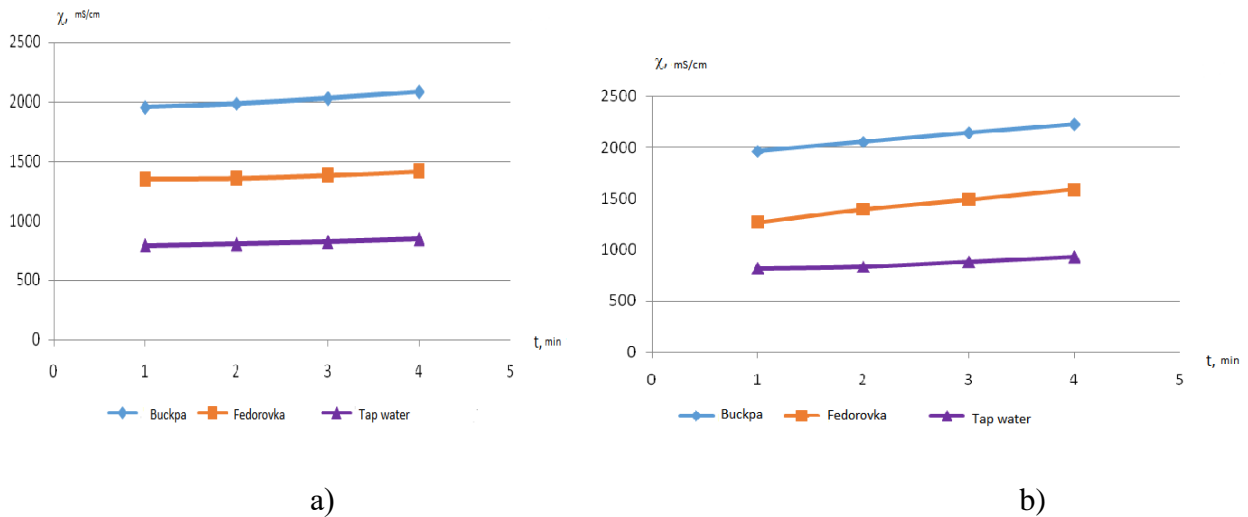 χ, mS/cm
2500
2000
1500
1000
500
0
0 1 2 3 4 5
t, min
Buckpa Fedorovka Tap water
a)
χ, mS/cm
2500
2000
1500
1000
500
0
0 1 2 3 4 5
t, min
Buckpa Fedorovka Tap water
b)